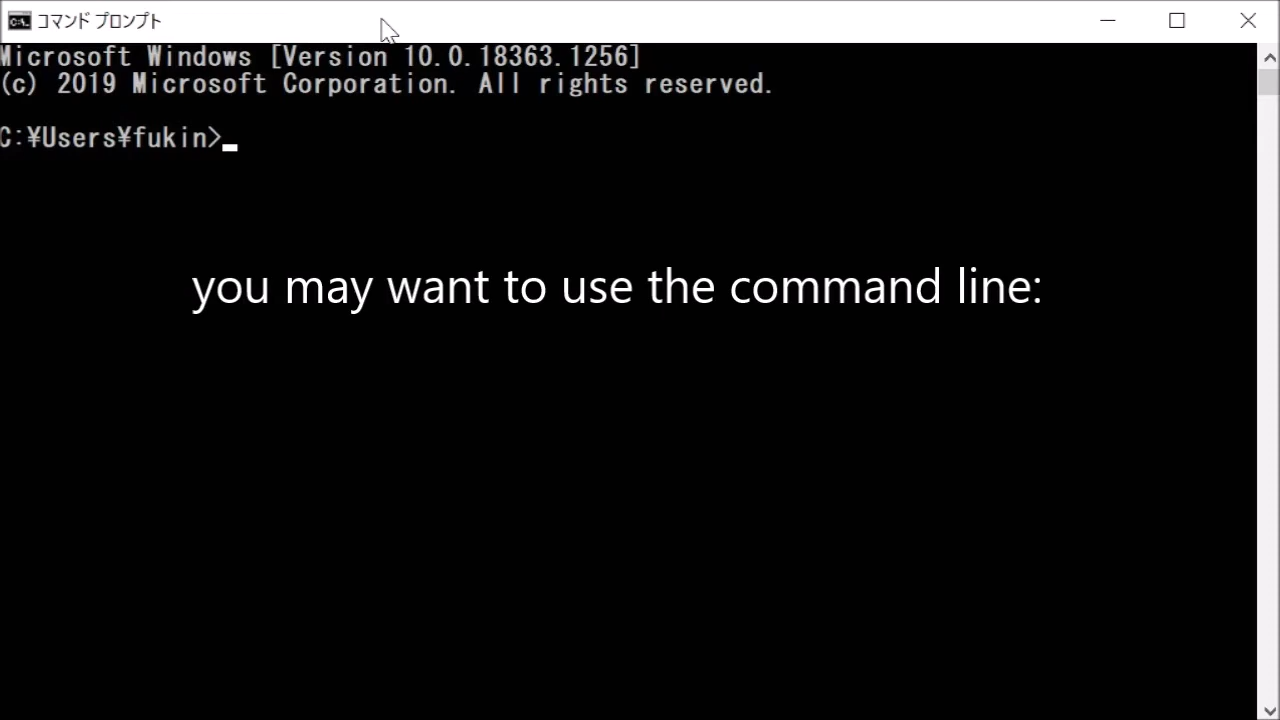 コマンド プロンプト
Microsoft Windows [Version 10.0.18363.1256]
(c) 2019 Microsoft Corporation. All rights reserved.
C:¥Users¥fukin>_
you may want to use the command line: